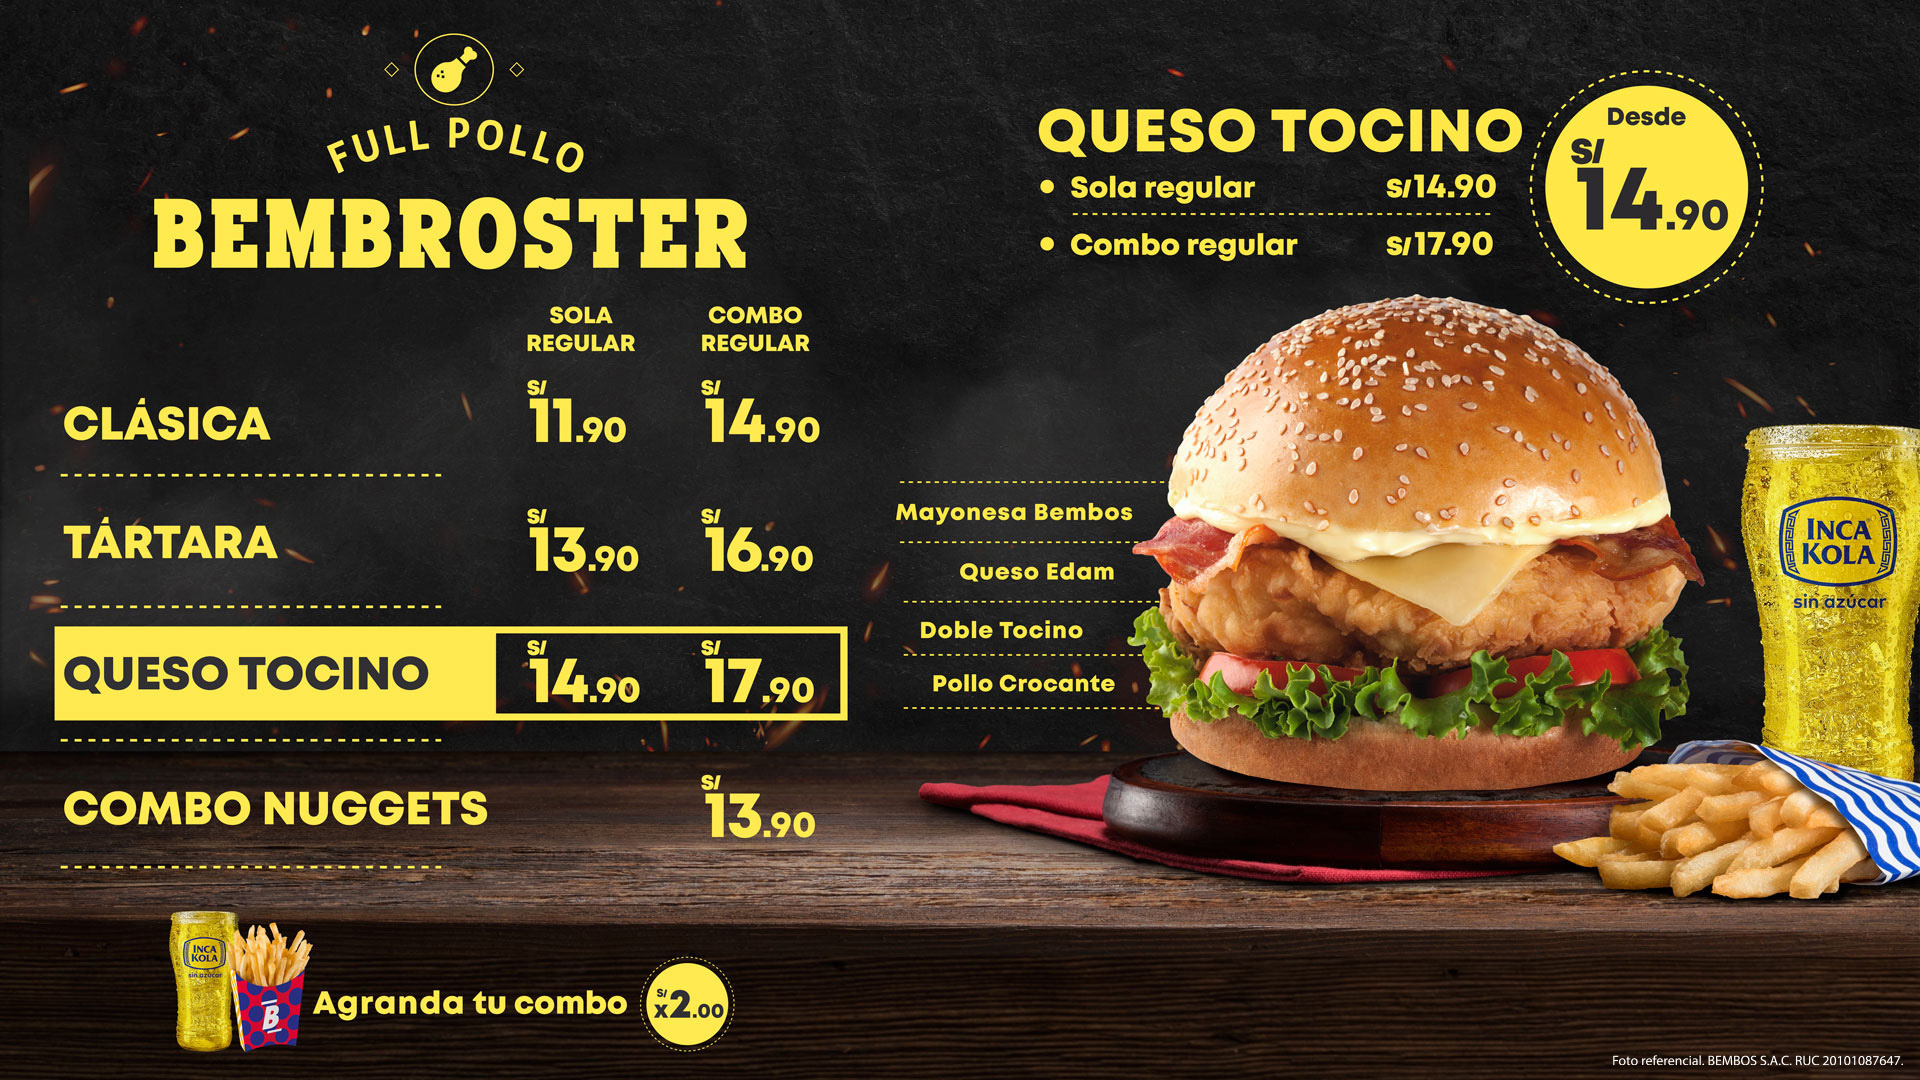 FULL POLLO
BEMBROSTER
SOLA REGULAR
COMBO REGULAR
CLÁSICA S/ 11.90 S/ 14.90
TÁRTARA S/ 13.90 S/ 16.90
QUESO TOCINO S/ 14.90 S/ 17.90
COMBO NUGGETS S/ 13.90
INCA
KOLA
sin azúcar
B
Agranda tu combo S/ x2.00
QUESO TOCINO
• Sola regular S/14.90
• Combo regular S/17.90
Desde
S/
14.90
Mayonesa Bembos
Queso Edam
Doble Tocino
Pollo Crocante
INCA
KOLA
sin azúcar
Foto referencial. BEMBOS S.A.C. RUC 20101087647.